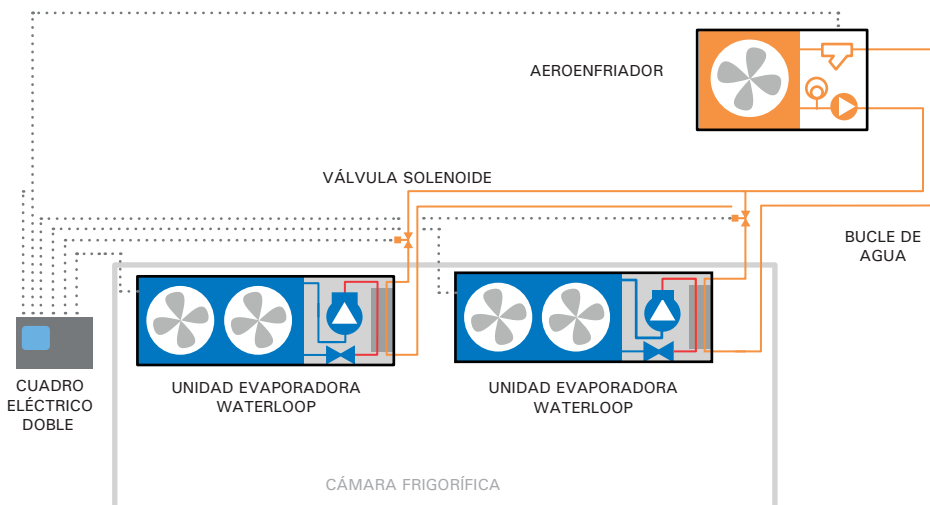 AEROENFRIADOR
VÁLVULA SOLENOIDE
BUCLE DE
AGUA
CUADRO
ELÉCTRICO
DOBLE
UNIDAD EVAPORADORA
WATERLOOP
UNIDAD EVAPORADORA
WATERLOOP
CÁMARA FRIGORÍFICA